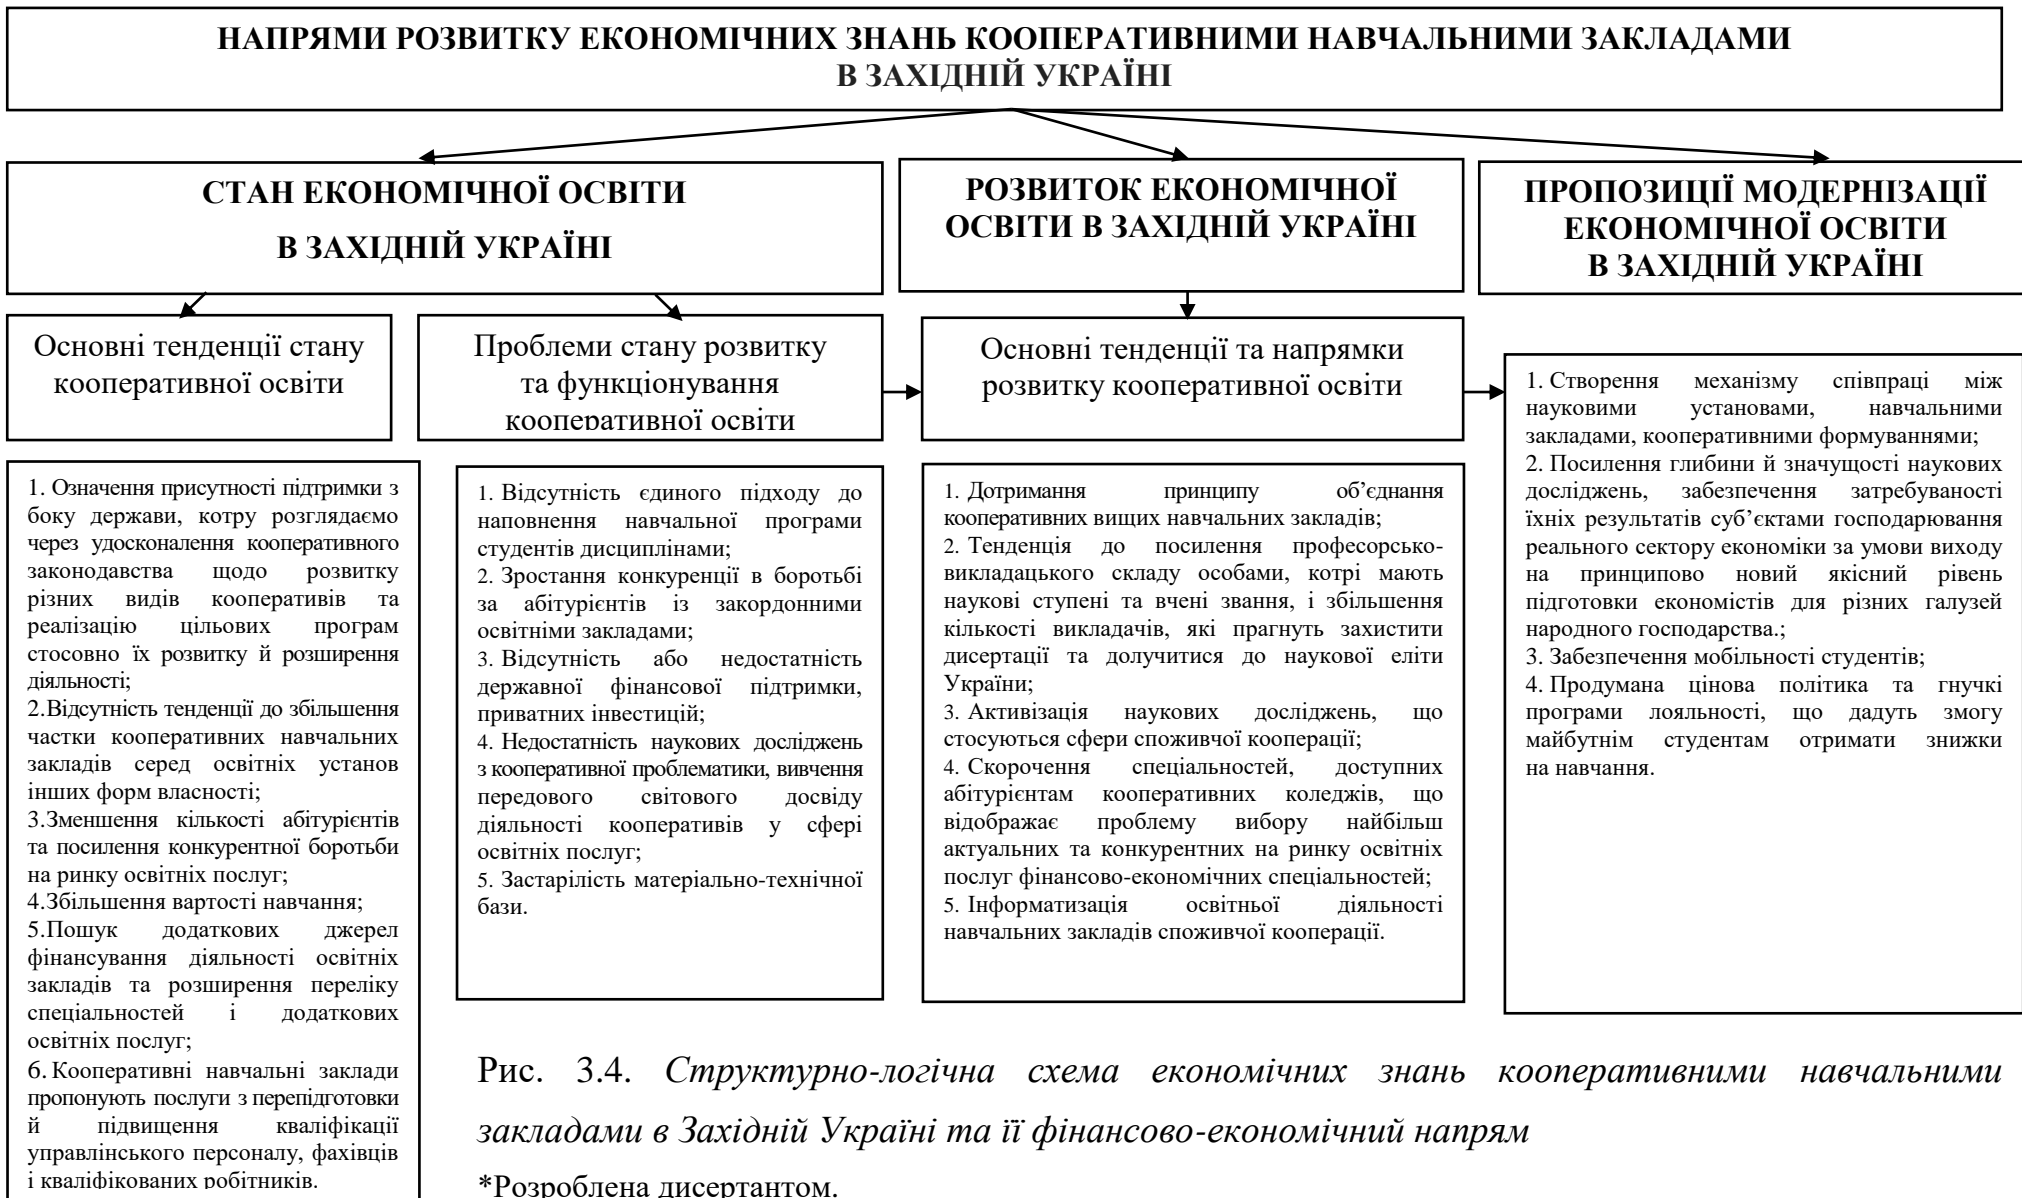 НАПРЯМИ РОЗВИТКУ ЕКОНОМІЧНИХ ЗНАНЬ КООПЕРАТИВНИМИ НАВЧАЛЬНИМИ ЗАКЛАДАМИ
В ЗАХІДНІЙ УКРАЇНІ
СТАН ЕКОНОМІЧНОЇ ОСВІТИ
В ЗАХІДНІЙ УКРАЇНІ
РОЗВИТОК ЕКОНОМІЧНОЇ
ОСВІТИ В ЗАХІДНІЙ УКРАЇНІ
ПРОПОЗИЦІЇ МОДЕРНІЗАЦІЇ
ЕКОНОМІЧНОЇ ОСВІТИ
В ЗАХІДНІЙ УКРАЇНІ
Основні тенденції стану
кооперативної освіти
Проблеми стану розвитку
та функціонування
кооперативної освіти
Основні тенденції та напрямки
розвитку кооперативної освіти
1. Означення присутності підтримки з
боку держави, котру розглядаємо
через удосконалення кооперативного
законодавства щодо розвитку
різних видів кооперативів та
реалізацію цільових програм
стосовно їх розвитку й розширення
діяльності;
2.Відсутність тенденції до збільшення
частки кооперативних навчальних
закладів серед освітніх установ
інших форм власності;
3.Зменшення кількості абітурієнтів
та посилення конкурентної боротьби
на ринку освітніх послуг;
4.Збільшення вартості навчання;
5.Пошук додаткових джерел
фінансування діяльності освітніх
закладів та розширення переліку
спеціальностей і додаткових
освітніх послуг;
6. Кооперативні навчальні заклади
пропонують послуги з перепідготовки
й підвищення кваліфікації
управлінського персоналу, фахівців
і кваліфікованих робітників.
1. Відсутність єдиного підходу до
наповнення навчальної програми
студентів дисциплінами;
2. Зростання конкуренції в боротьбі
за абітурієнтів із закордонними
освітніми закладами;
3. Відсутність або недостатність
державної фінансової підтримки,
приватних інвестицій;
4. Недостатність наукових досліджень
з кооперативної проблематики, вивчення
передового світового досвіду
діяльності кооперативів у сфері
освітніх послуг;
5. Застарілість матеріально-технічної
бази.
1. Дотримання принципу об’єднання
кооперативних вищих навчальних закладів;
2. Тенденція до посилення професорсько-
викладацького складу особами, котрі мають
наукові ступені та вчені звання, і збільшення
кількості викладачів, які прагнуть захистити
дисертації та долучитися до наукової еліти
України;
3. Активізація наукових досліджень, що
стосуються сфери споживчої кооперації;
4. Скорочення спеціальностей, доступних
абітурієнтам кооперативних коледжів, що
відображає проблему вибору найбільш
актуальних та конкурентних на ринку освітніх
послуг фінансово-економічних спеціальностей;
5. Інформатизація освітньої діяльності
навчальних закладів споживчої кооперації.
1. Створення механізму співпраці між
науковими установами, навчальними
закладами, кооперативними формуваннями;
2. Посилення глибини й значущості наукових
досліджень, забезпечення затребуваності
їхніх результатів суб’єктами господарювання
реального сектору економіки за умови виходу
на принципово новий якісний рівень
підготовки економістів для різних галузей
народного господарства.;
3. Забезпечення мобільності студентів;
4. Продумана цінова політика та гнучкі
програми лояльності, що дадуть змогу
майбутнім студентам отримати знижки
на навчання.
Рис. 3.4. Структурно-логічна схема економічних знань кооперативними навчальними
закладами в Західній Україні та її фінансово-економічний напрям
*Розроблена дисертантом.